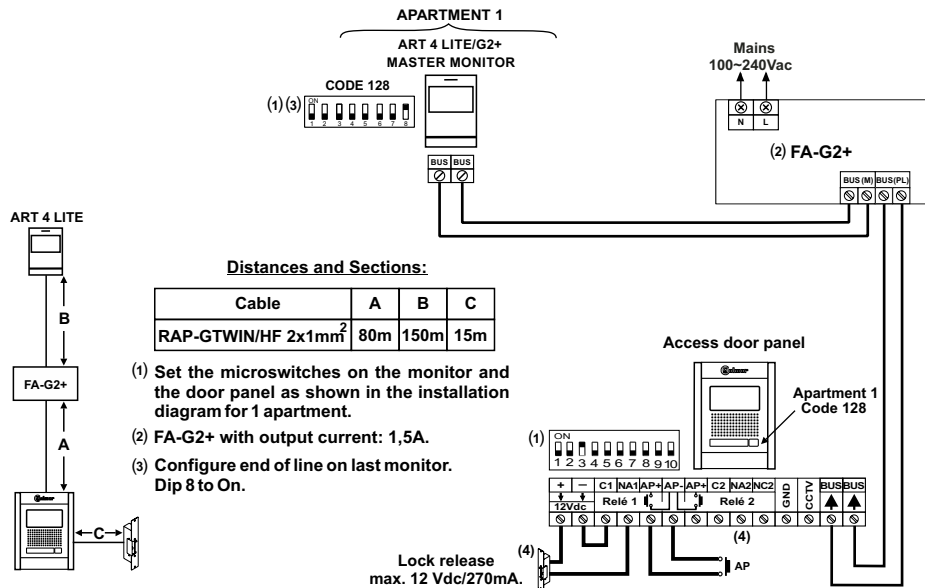 APARTMENT 1
ART 4 LITE/G2+
MASTER MONITOR
CODE 128
(1) (3)
ON
1 2 3 4 5 6 7 8
BUS BUS
Mains
100~240Vac
N L
(2) FA-G2+
BUS (M) BUS(PL)
ART 4 LITE
B
FA-G2+
A
C
Golmar
Distances and Sections:
Cable A B C
RAP-GTWIN/HF 2x1mm² 80m 150m 15m
(1) Set the microswitches on the monitor and
the door panel as shown in the installation
diagram for 1 apartment.
(2) FA-G2+ with output current: 1,5A.
(3) Configure end of line on last monitor.
Dip 8 to On.
Access door panel
Golmar
Apartment 1
Code 128
(1)
ON
1 2 3 4 5 6 7 8 9 10
+ – C1 NA1 AP+ AP- AP+ C2 NA2 NC2 GND CCTV BUS BUS
12Vdc
Relé 1
Relé 2
(4)
(4)
Lock release
max. 12 Vdc/270mA.
AP